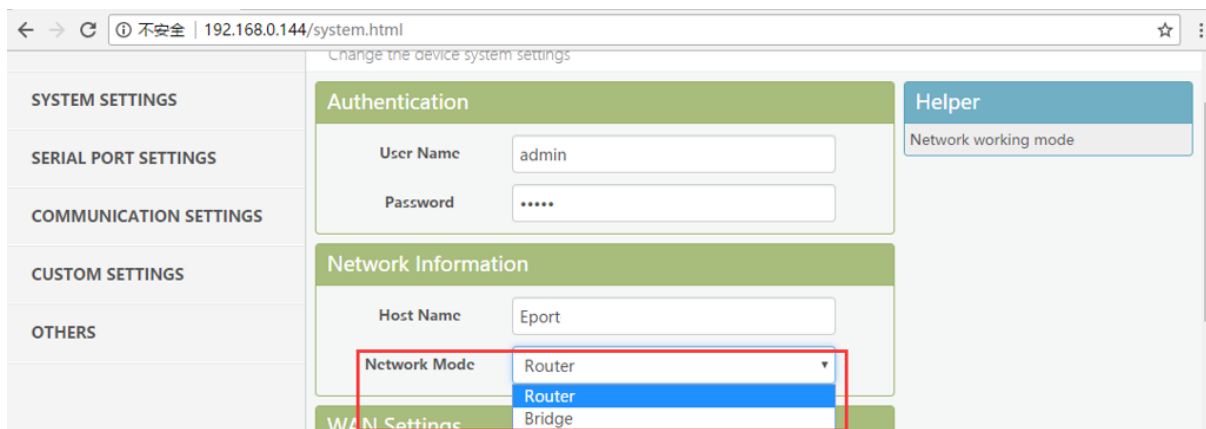 不安全 | 192.168.0.144/system.html
Change the device system settings
SYSTEM SETTINGS
SERIAL PORT SETTINGS
COMMUNICATION SETTINGS
CUSTOM SETTINGS
OTHERS
Authentication
User Name admin
Password •••••
Network Information
Host Name Eport
Network Mode Router
Router
Bridge
WAN Settings
Helper
Network working mode